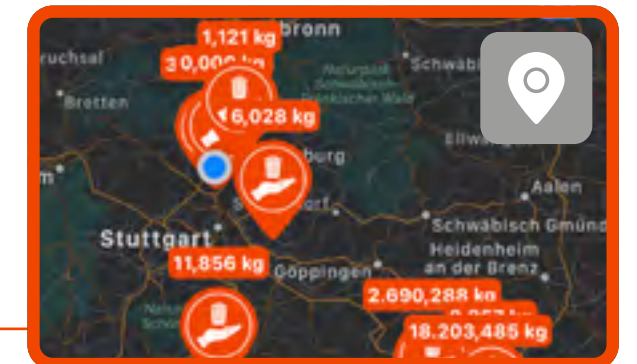 1,121 kg
bronn
ruchsal
Naturpark
Schwäbi
Bretten
6,028 kg
burg
Aalen
Schwäbisch Gmünd
Stuttgart
Heidenheim
an der Brenz
11,856 kg
Göppingen
2.690,288 kg
18.203,485 kg